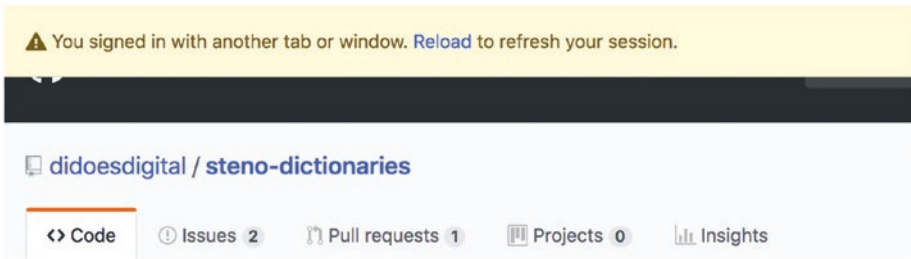 You signed in with another tab or window. Reload to refresh your session.
didoesdigital / steno-dictionaries
Code Issues 2 Pull requests 1 Projects 0 Insights